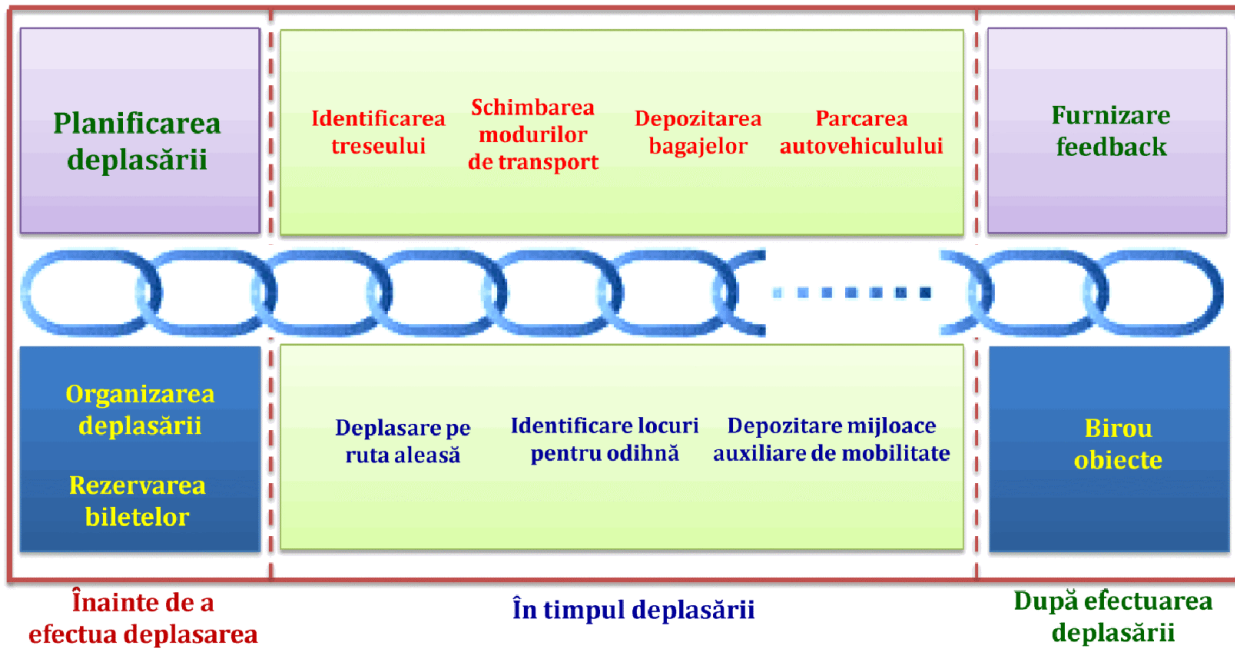 Planificarea
deplasării
Identificarea
treseului
Schimbarea
modurilor
de transport
Depozitarea
bagajelor
Parcarea
autovehiculului
Furnizare
feedback
Organizarea
deplasării
Rezervarea
biletelor
Deplasare pe
ruta aleasă
Identificare locuri
pentru odihnă
Depozitare mijloace
auxiliare de mobilitate
Birou
obiecte
Înainte de a
efectua deplasarea
În timpul deplasării
După efectuarea
deplasării